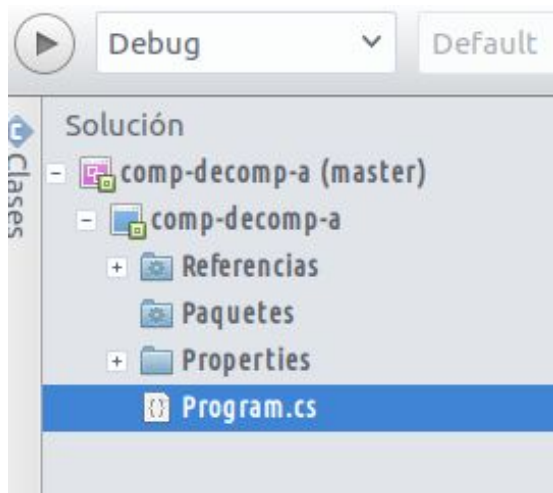 Debug
Default
Solución
Clases
comp-decomp-a (master)
comp-decomp-a
Referencias
Paquetes
Properties
Program.cs